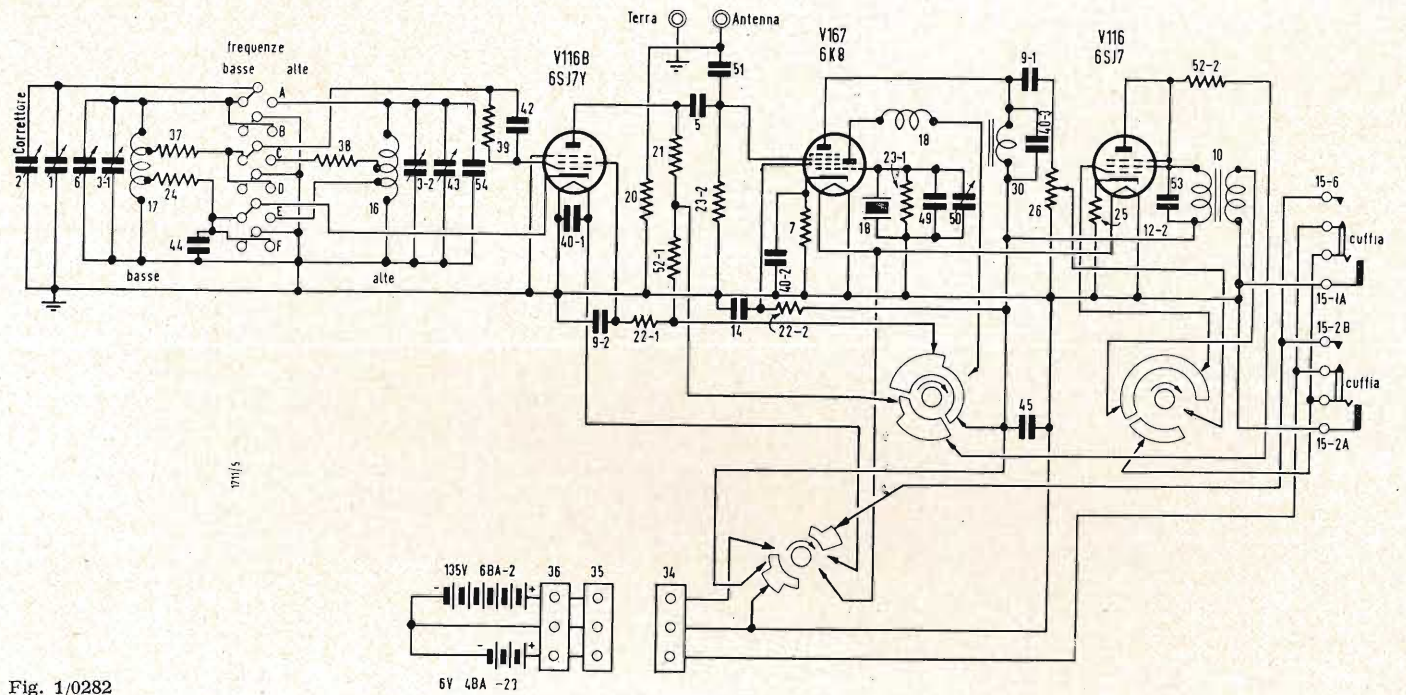 Terra
Antenna
frequenze
basse
alte
V116B
6SJ7Y
V167
6K8
V116
6SJ7
Correttore
2
1
6
3-1
17
37
24
44
A
B
C
D
E
F
38
16
3-2
43
54
39
42
40-1
basse
alte
51
5
21
20
52-1
23-2
9-2
22-1
14
22-2
40-2
7
18
23-1
18
49
50
9-1
40-3
30
26
52-2
53
10
25
12-2
45
15-6
cuffia
15-1A
15-2B
cuffia
15-2A
1711/S
135V 6BA-2
36
35
34
- +
- +
6V 4BA -23
Fig. 1/0282